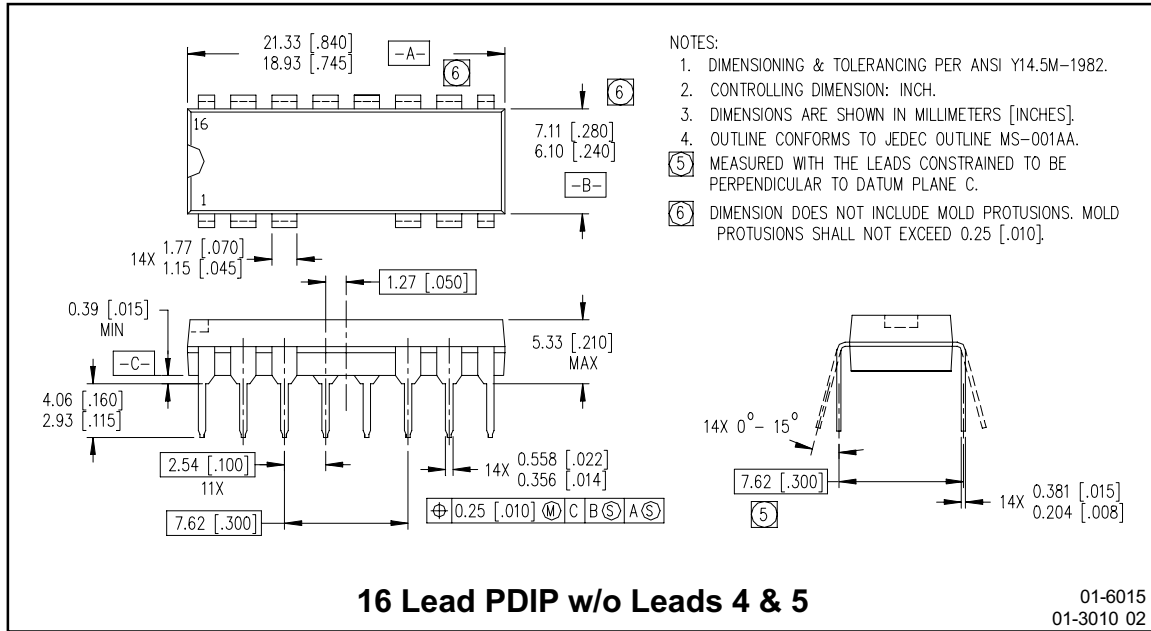 21.33 [.840]
18.93 [.745]
-A-
6
6
16
1
7.11 [.280]
6.10 [.240]
-B-
14X 1.77 [.070]
1.15 [.045]
1.27 [.050]
0.39 [.015]
MIN
-C-
5.33 [.210]
MAX
4.06 [.160]
2.93 [.115]
2.54 [.100]
11X
14X 0.558 [.022]
0.356 [.014]
7.62 [.300]
⌖ 0.25 [.010] Ⓜ C B Ⓢ A Ⓢ
NOTES:
1. DIMENSIONING & TOLERANCING PER ANSI Y14.5M-1982.
2. CONTROLLING DIMENSION: INCH.
3. DIMENSIONS ARE SHOWN IN MILLIMETERS [INCHES].
4. OUTLINE CONFORMS TO JEDEC OUTLINE MS-001AA.
5 MEASURED WITH THE LEADS CONSTRAINED TO BE
PERPENDICULAR TO DATUM PLANE C.
6 DIMENSION DOES NOT INCLUDE MOLD PROTUSIONS. MOLD
PROTUSIONS SHALL NOT EXCEED 0.25 [.010].
14X 0° - 15°
7.62 [.300]
5
14X 0.381 [.015]
0.204 [.008]
16 Lead PDIP w/o Leads 4 & 5
01-6015
01-3010 02